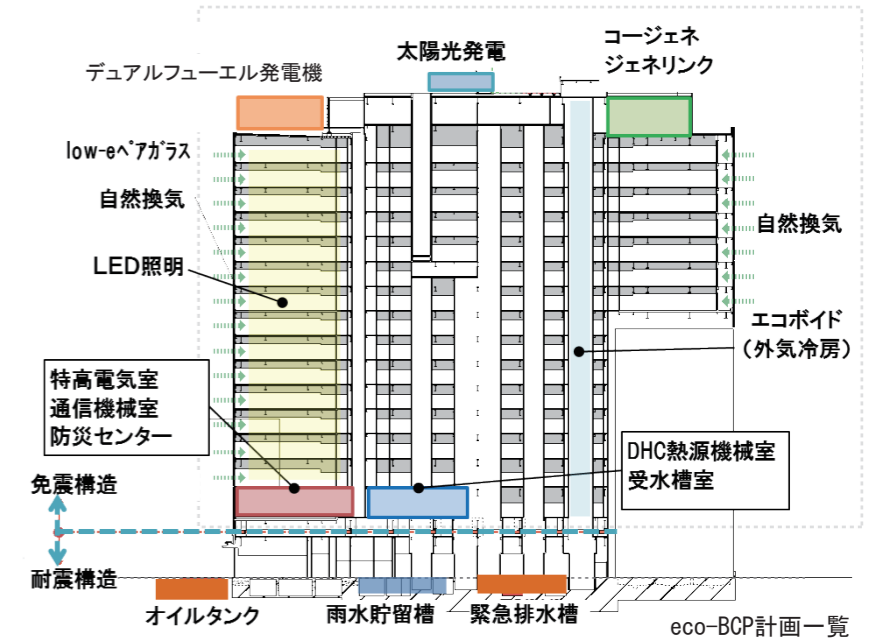 コージェネ
ジェネリンク
太陽光発電
デュアルフューエル発電機
low-eペアガラス
自然換気
自然換気
LED照明
エコボイド
(外気冷房)
特高電気室
通信機械室
防災センター
DHC熱源機械室
受水槽室
免震構造
耐震構造
オイルタンク
雨水貯留槽
緊急排水槽
eco-BCP計画一覧